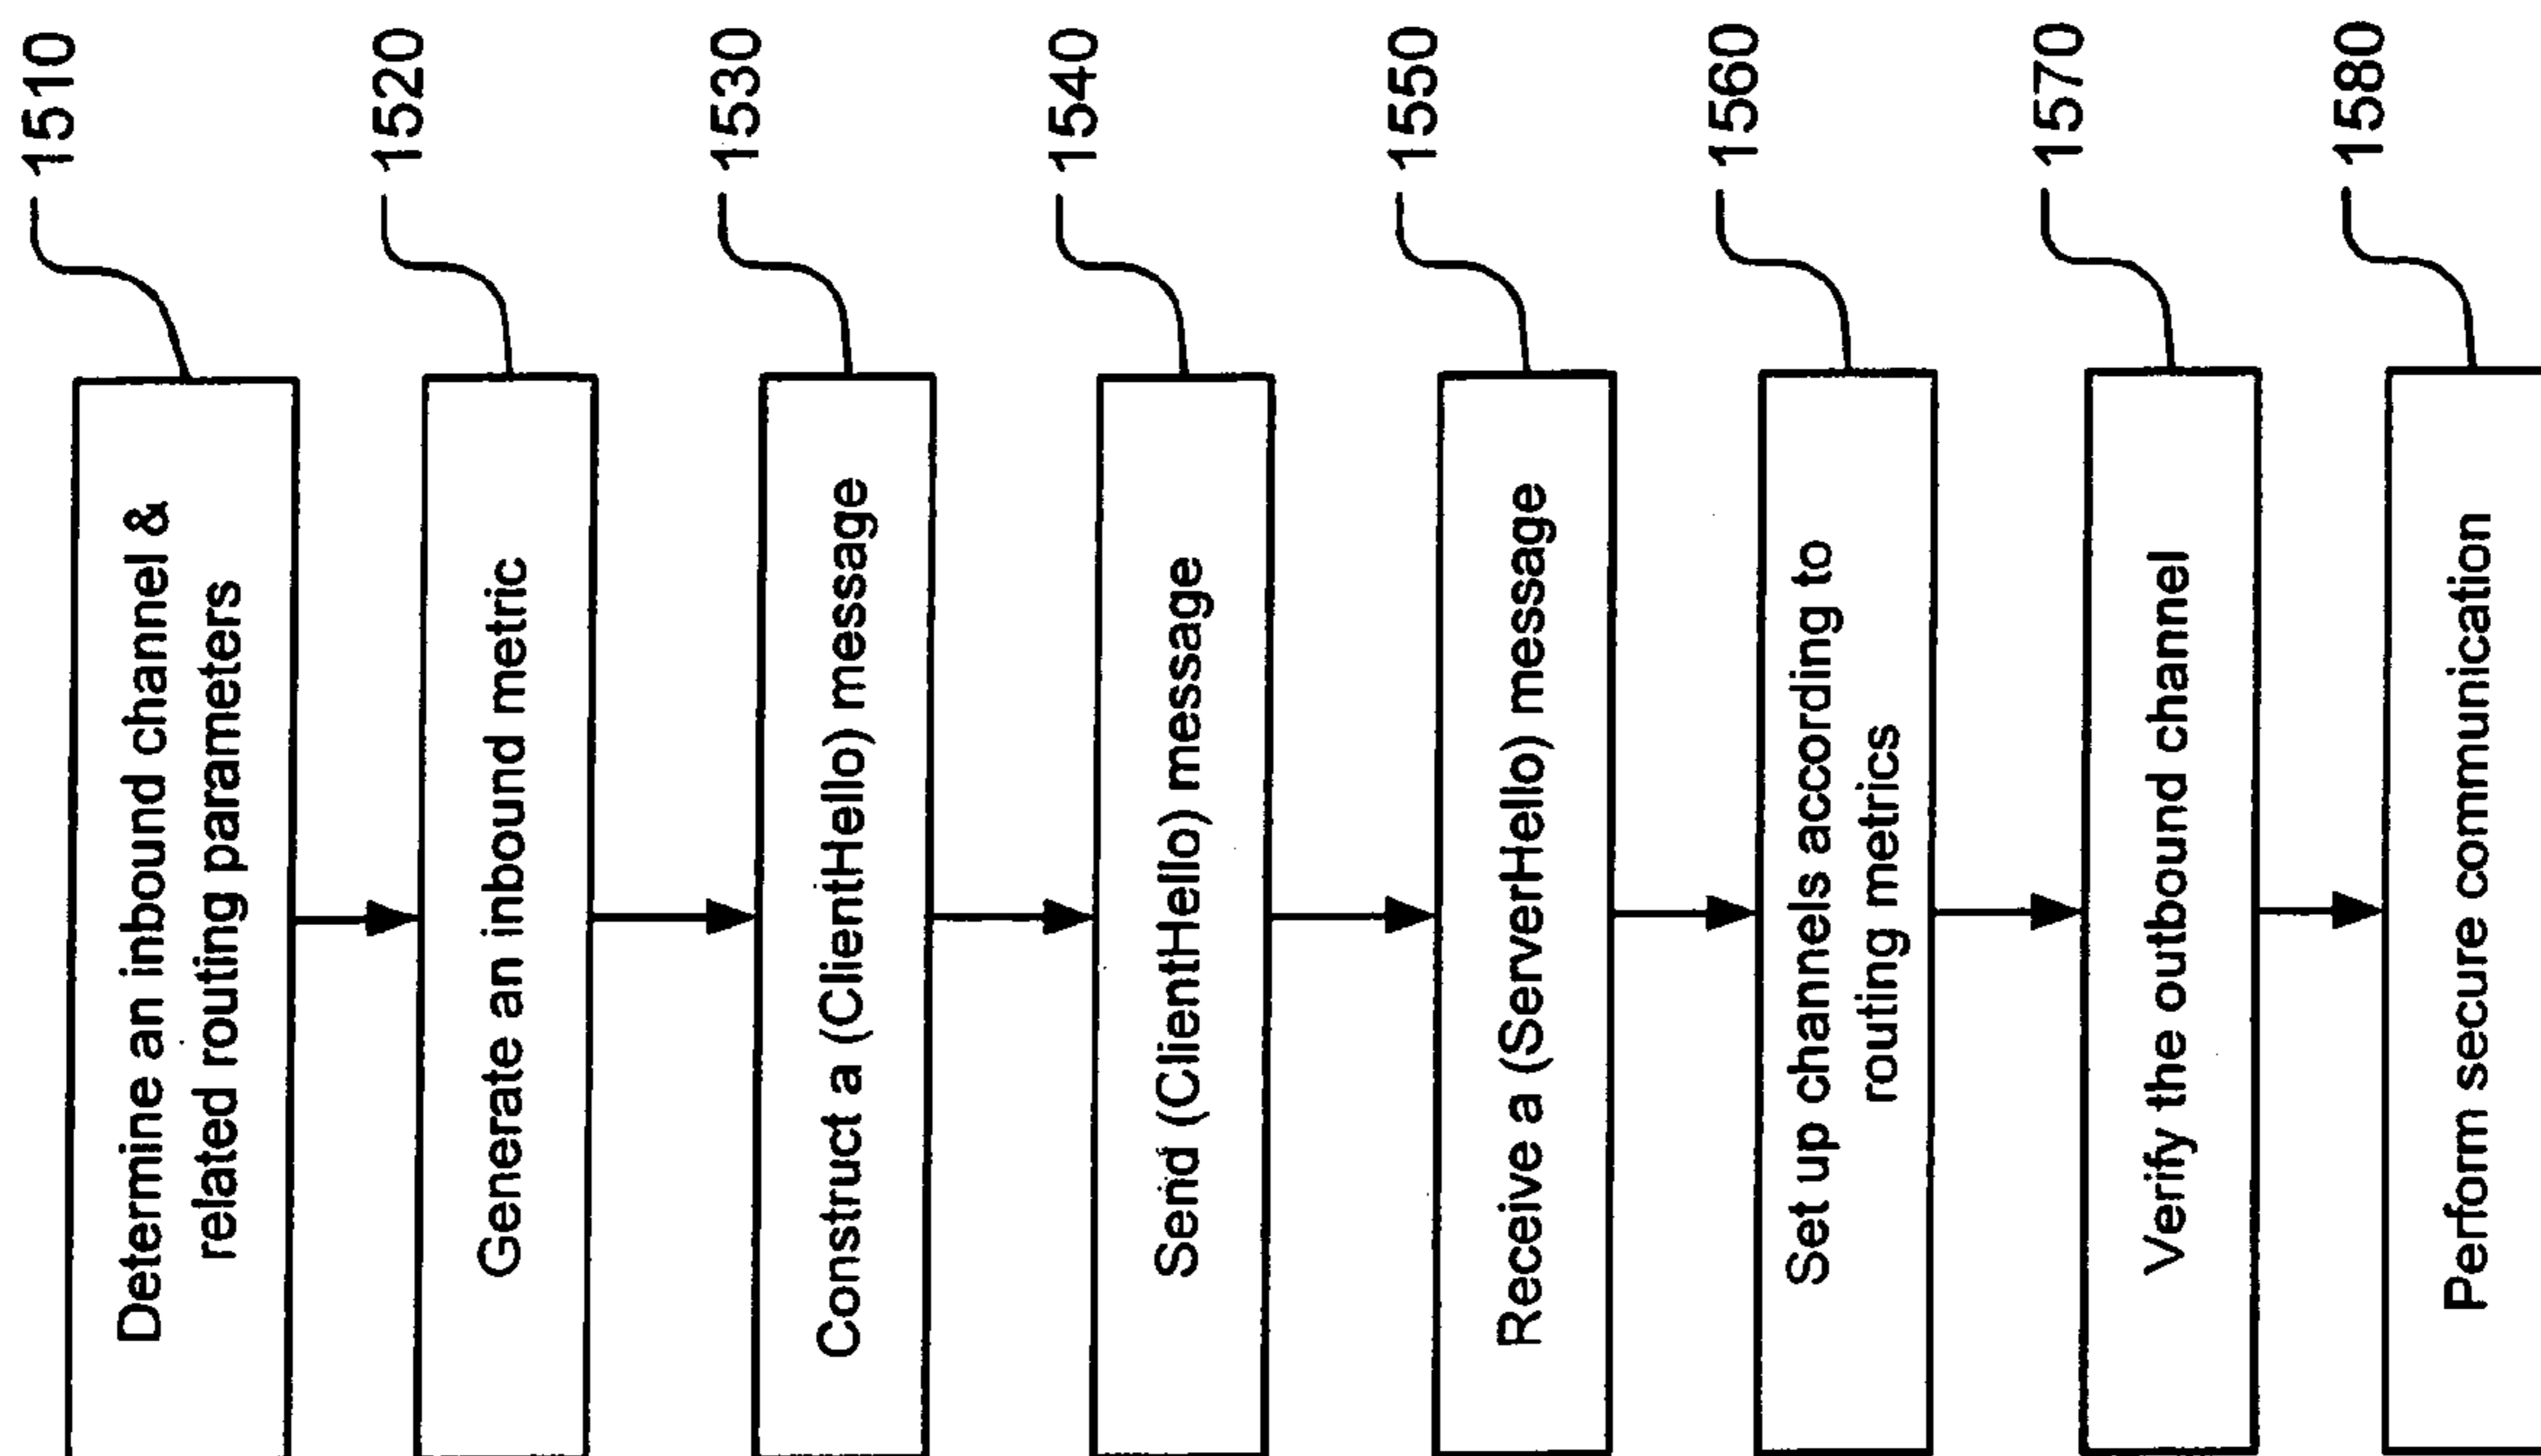 Determine an inbound channel &
related routing parameters
1510
Generate an inbound metric
1520
Construct a (ClientHello) message
1530
Send (ClientHello) message
1540
Receive a (ServerHello) message
1550
Set up channels according to
routing metrics
1560
Verify the outbound channel
1570
Perform secure communication
1580